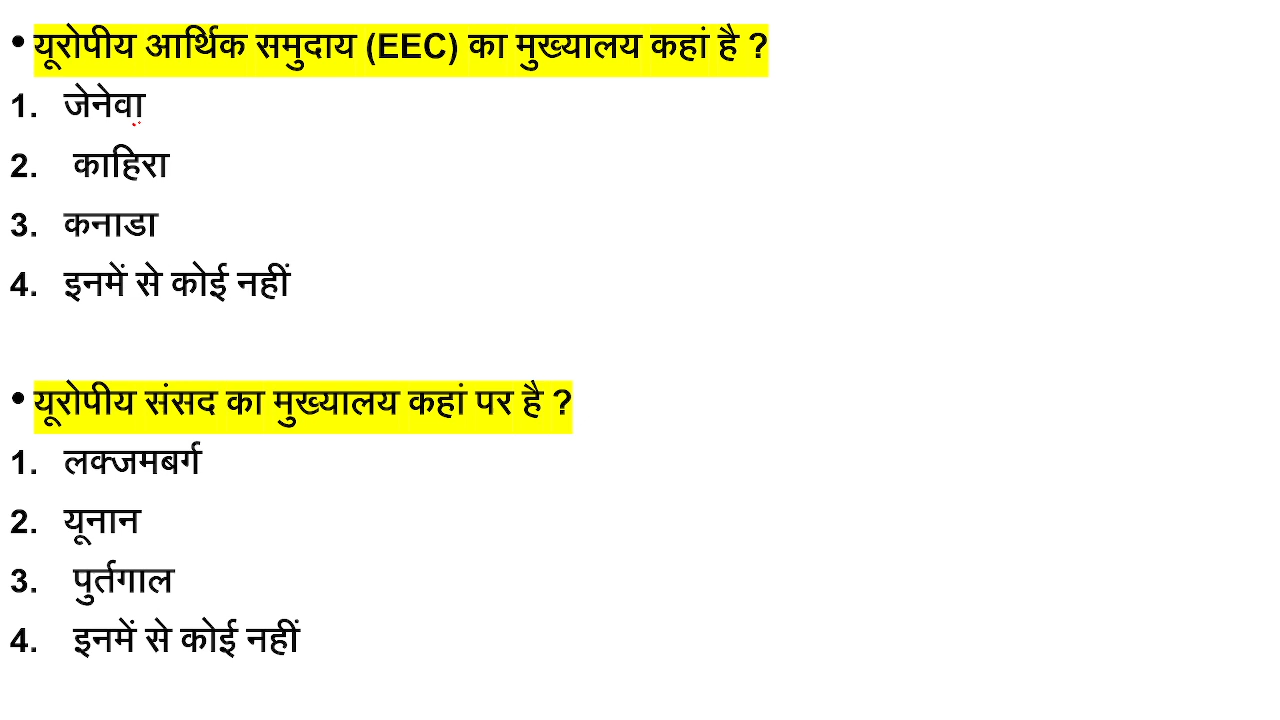 • यूरोपीय आर्थिक समुदाय (EEC) का मुख्यालय कहां है ?
1. जेनेवा
2. काहिरा
3. कनाडा
4. इनमें से कोई नहीं
• यूरोपीय संसद का मुख्यालय कहां पर है ?
1. लक्जमबर्ग
2. यूनान
3. पुर्तगाल
4. इनमें से कोई नहीं